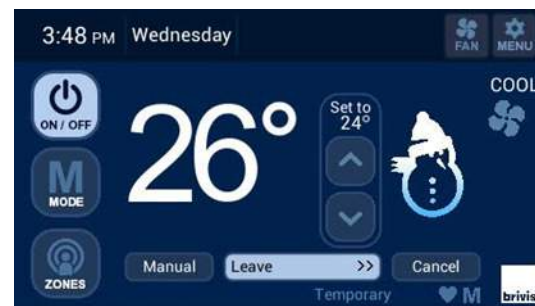 3:48 PM Wednesday
FAN
MENU
ON / OFF
26°
Set to
24°
COOL
M
MODE
ZONES
Manual
Leave >>
Cancel
Temporary
M
brivis